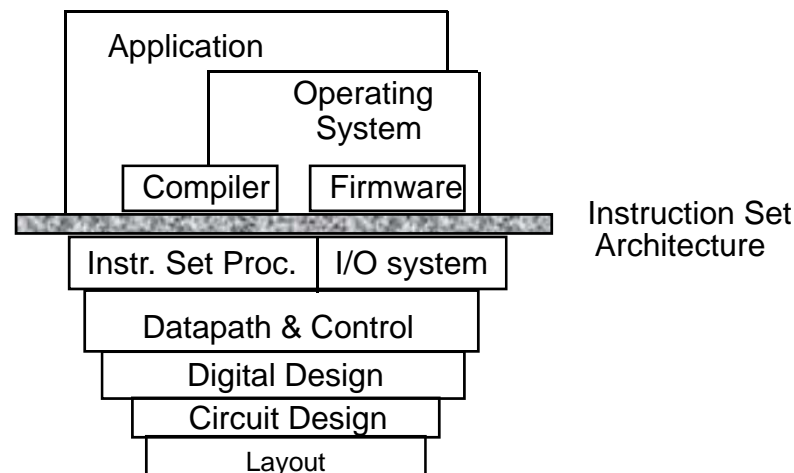 Application
Operating
System
Compiler
Firmware
Instruction Set
Architecture
Instr. Set Proc.
I/O system
Datapath & Control
Digital Design
Circuit Design
Layout